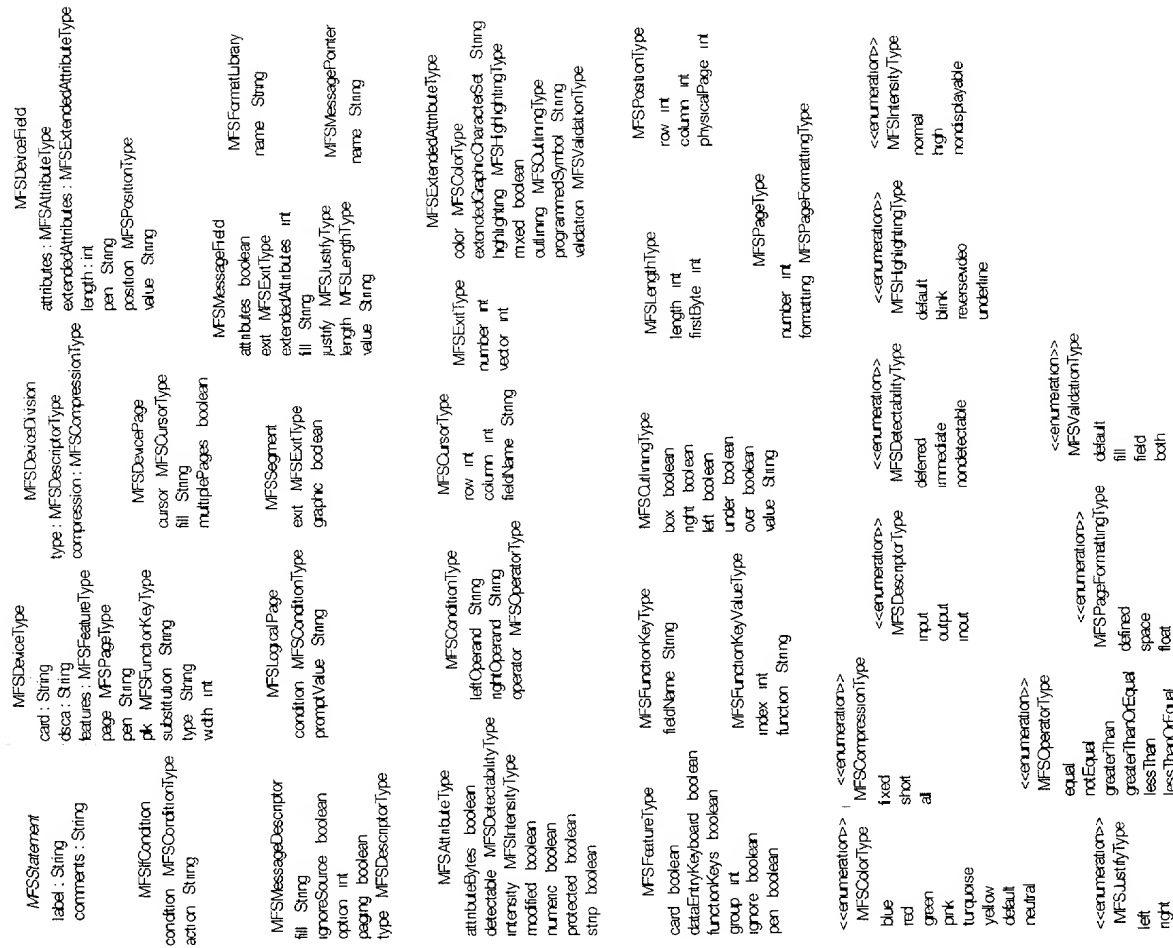 MFSStatement
label : String
comments : String
MFSDeviceType
card : String
dsca : String
features : MFSFeatureType
page MFSPageType
pen String
pfk MFSFunctionKeyType
substitution String
type String
width int
MFSDeviceDivision
type : MFSDescriptorType
compression : MFSCompressionType
MFSDeviceField
attributes : MFSAttributeType
extendedAttributes : MFSExtendedAttributeType
length : int
pen String
position MFSPositionType
value String
MFSIfCondition
condition MFSConditionType
action String
MFSDevicePage
cursor MFSCursorType
fill String
multiplePages boolean
MFSMessageDescriptor
fill String
ignoreSource boolean
option int
paging boolean
type MFSDescriptorType
MFSLogicalPage
condition MFSConditionType
promptValue String
MFSSegment
exit MFSExitType
graphic boolean
MFSMessageField
attributes boolean
exit MFSExitType
extendedAttributes int
fill String
justify MFSJustifyType
length MFSLengthType
value String
MFSFormatLibrary
name String
MFSMessagePointer
name String
MFSAttributeType
attributeBytes boolean
detectable MFSDetectabilityType
intensity MFSIntensityType
modified boolean
numeric boolean
protected boolean
strip boolean
MFSConditionType
leftOperand String
rightOperand String
operator MFSOperatorType
MFSCursorType
row int
column int
fieldName String
MFSExitType
number int
vector int
MFSExtendedAttributeType
color MFSColorType
extendedGraphicCharacterSet String
highlighting MFSHighlightingType
mixed boolean
outlining MFSOutliningType
programmedSymbol String
validation MFSValidationType
MFSFeatureType
card boolean
dataEntryKeyboard boolean
functionKeys boolean
group int
ignore boolean
pen boolean
MFSFunctionKeyType
fieldName String
MFSFunctionKeyValueType
index int
function String
MFSOutliningType
box boolean
right boolean
left boolean
under boolean
over boolean
value String
MFSLengthType
length int
firstByte int
MFSPositionType
row int
column int
physicalPage int
MFSPageType
number int
formatting MFSPageFormattingType
<<enumeration>>
MFSColorType
blue
red
green
pink
turquoise
yellow
default
neutral
<<enumeration>>
MFSCompressionType
fixed
short
all
<<enumeration>>
MFSDescriptorType
input
output
inout
<<enumeration>>
MFSDetectabilityType
deferred
immediate
nondetectable
<<enumeration>>
MFSHighlightingType
default
blink
reversevideo
underline
<<enumeration>>
MFSIntensityType
normal
high
nondisplayable
<<enumeration>>
MFSJustifyType
left
right
<<enumeration>>
MFSOperatorType
equal
notEqual
greaterThan
greaterThanOrEqual
lessThan
lessThanOrEqual
<<enumeration>>
MFSPageFormattingType
defined
space
float
<<enumeration>>
MFSValidationType
default
fill
field
both